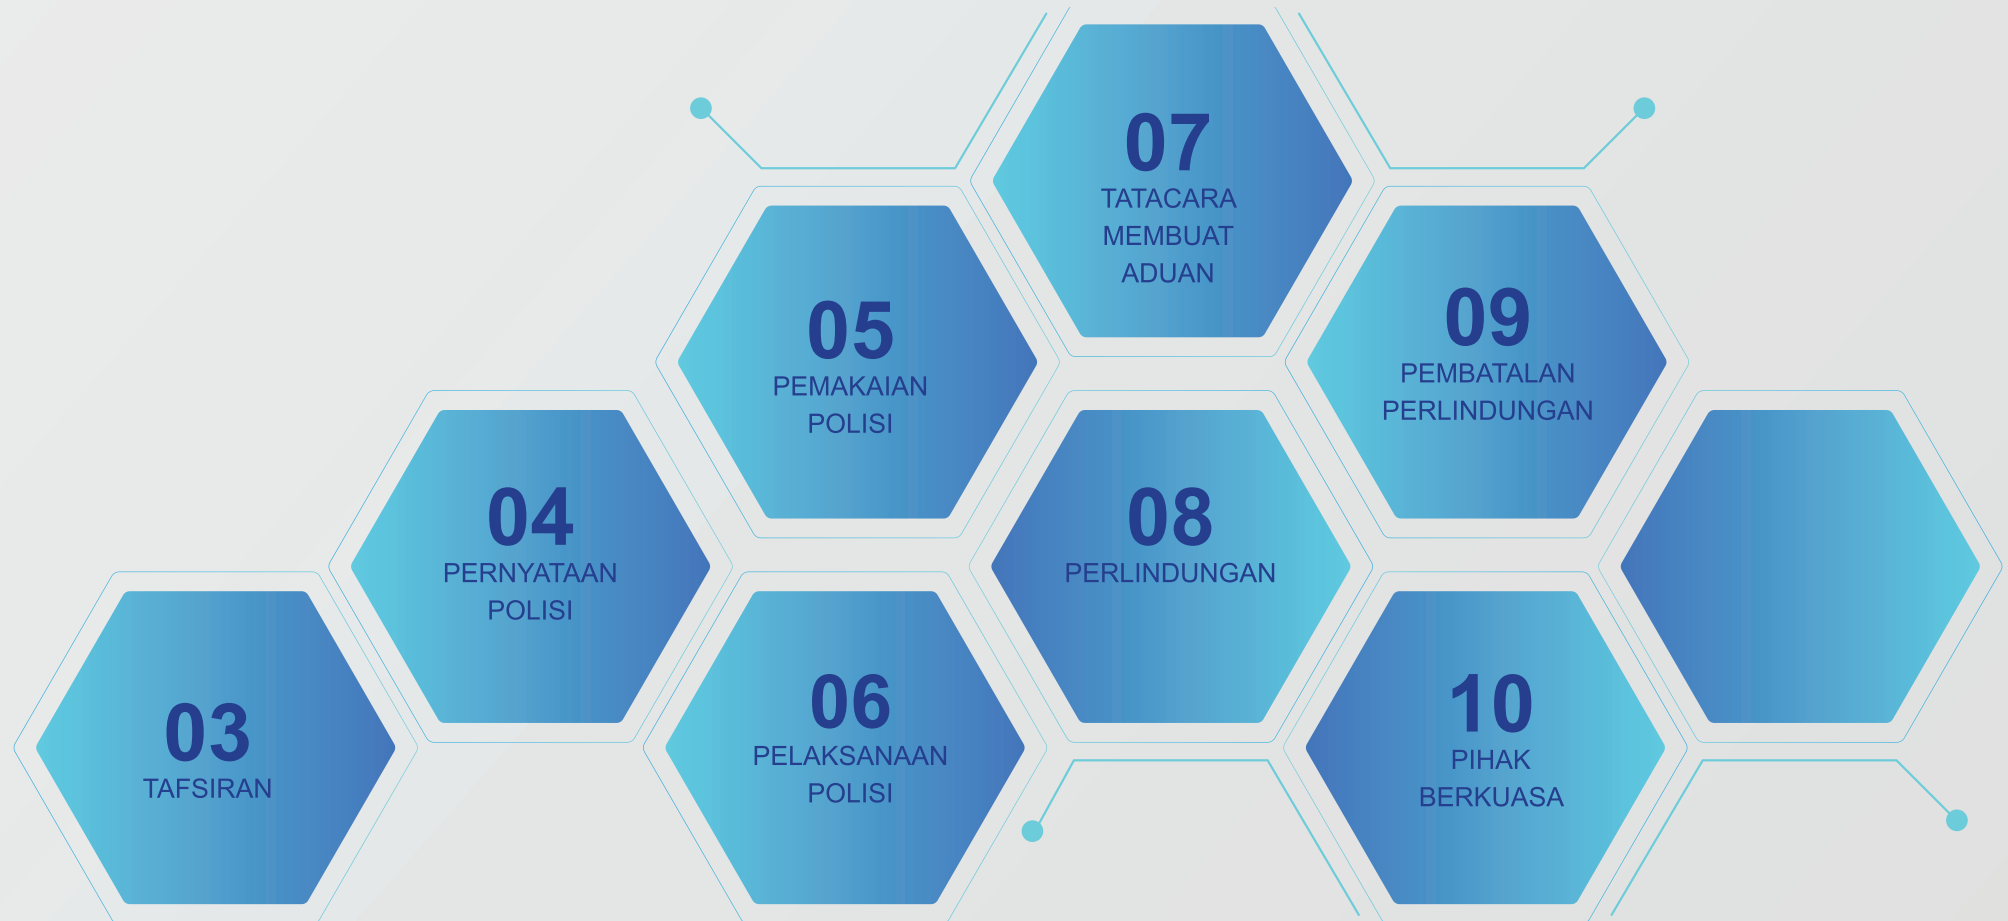 03
TAFSIRAN
04
PERNYATAAN
POLISI
05
PEMAKAIAN
POLISI
06
PELAKSANAAN
POLISI
07
TATACARA
MEMBUAT
ADUAN
08
PERLINDUNGAN
09
PEMBATALAN
PERLINDUNGAN
10
PIHAK
BERKUASA